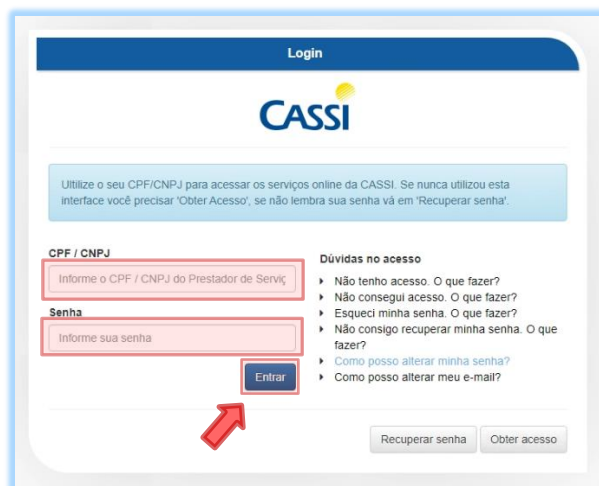 Login
CASSI
Ultilize o seu CPF/CNPJ para acessar os serviços online da CASSI. Se nunca utilizou esta
interface você precisar 'Obter Acesso', se não lembra sua senha vá em 'Recuperar senha'.
CPF / CNPJ
Informe o CPF / CNPJ do Prestador de Serviç
Senha
Informe sua senha
Entrar
Dúvidas no acesso
Não tenho acesso. O que fazer?
Não consegui acesso. O que fazer?
Esqueci minha senha. O que fazer?
Não consigo recuperar minha senha. O que
fazer?
Como posso alterar minha senha?
Como posso alterar meu e-mail?
Recuperar senha
Obter acesso